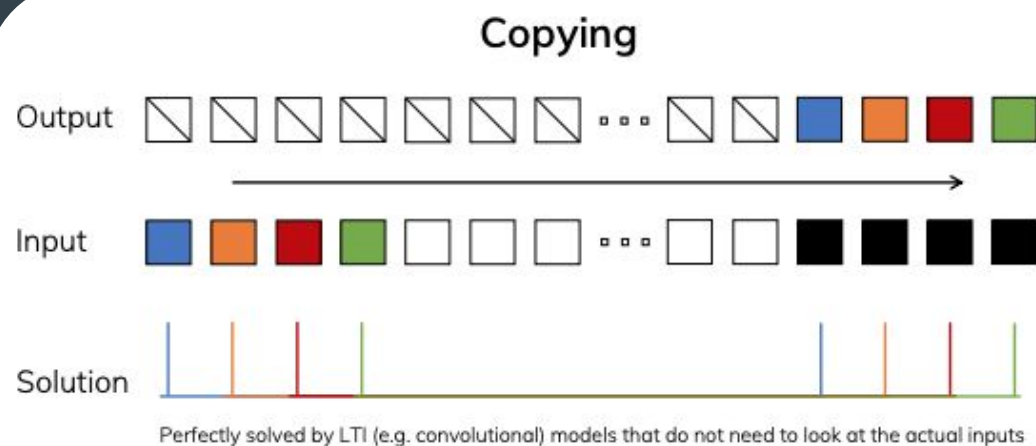 Copying
Output
Input
Solution
Perfectly solved by LTI (e.g. convolutional) models that do not need to look at the actual inputs